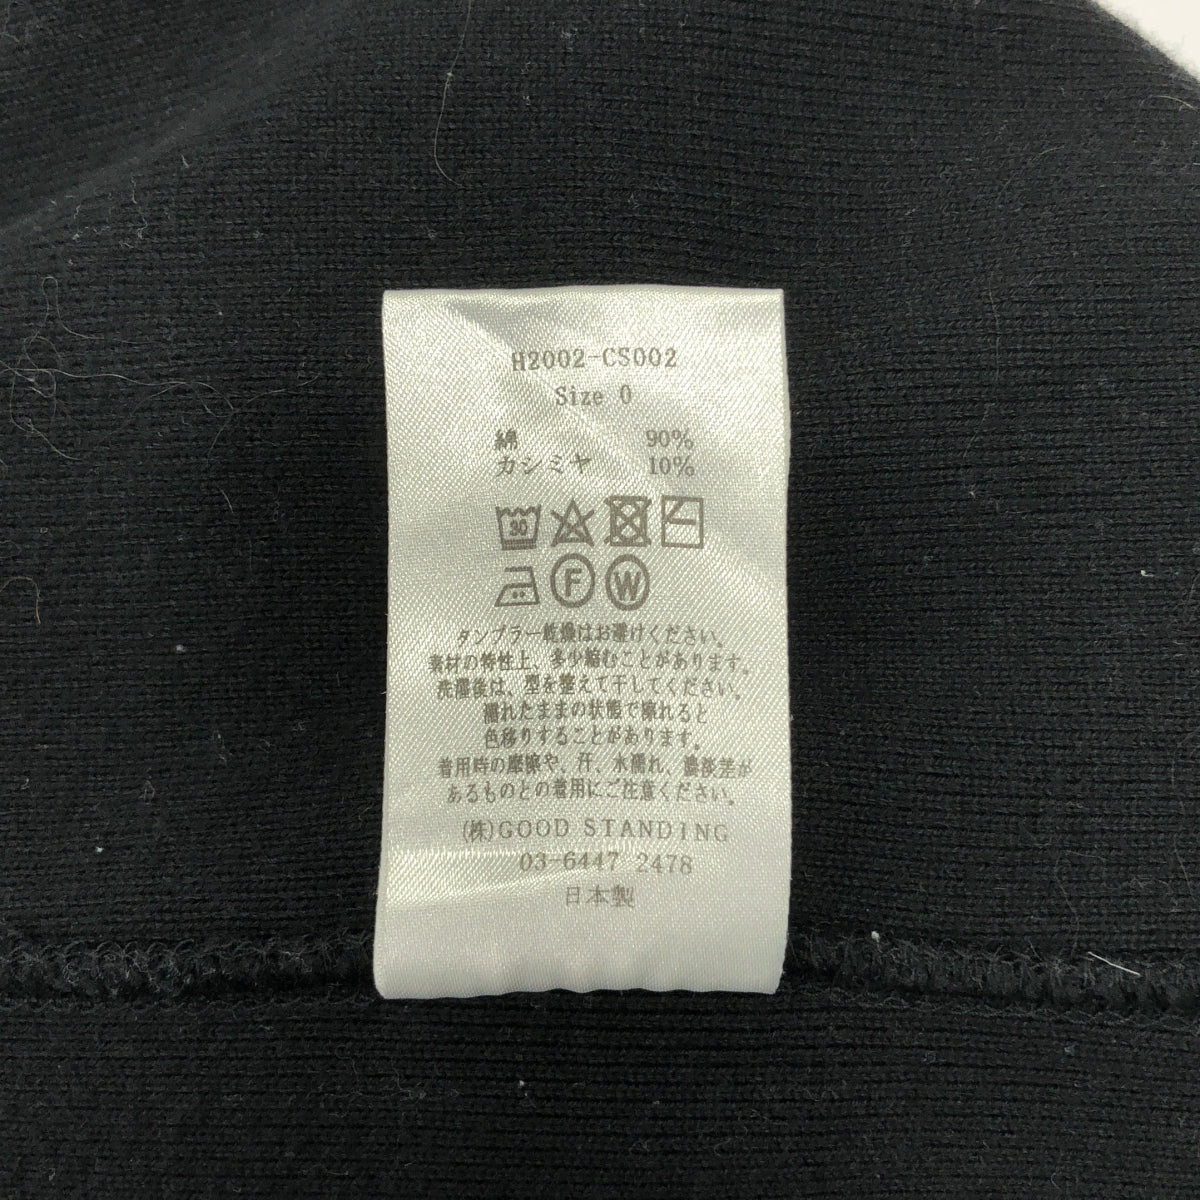 H2002-CS002
Size 0
綿 90%
カシミヤ 10%
30
F W
タンブラー乾燥はお避けください。
素材の特性上、多少縮むことがあります。
洗濯後は、型を整えて干してください。
濡れたままの状態で擦れると
色移りすることがあります。
着用時の摩擦や、汗、水濡れ、濃淡差が
あるものとの着用にご注意ください。
(株)GOOD STANDING
03-6447 2478
日本製